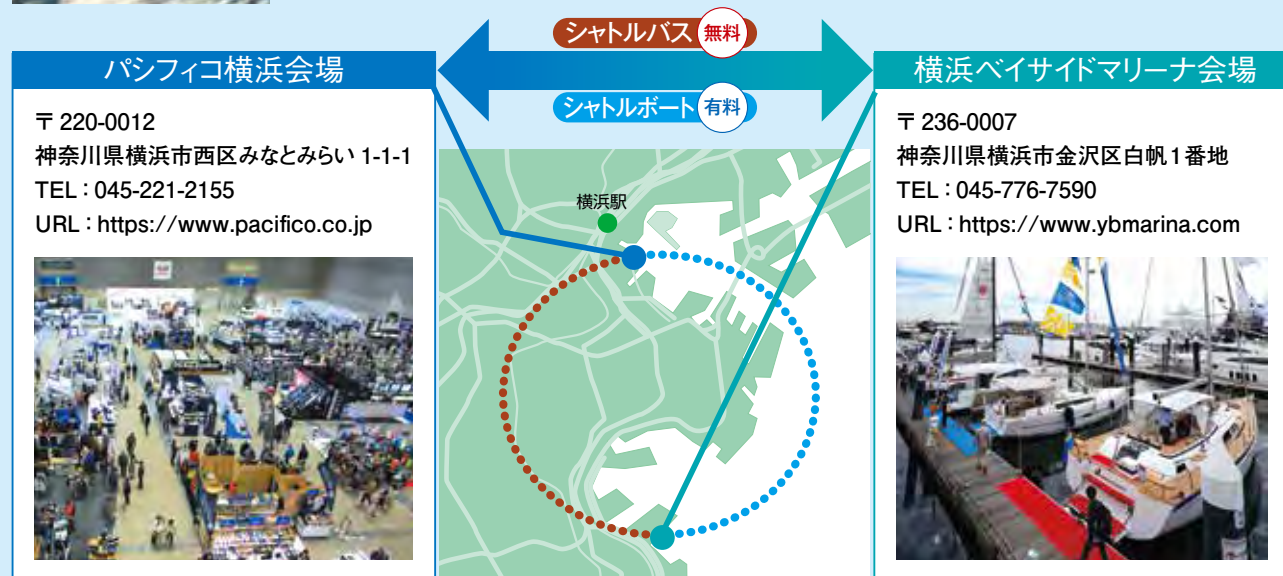 シャトルバス 無料
シャトルボート 有料
パシフィコ横浜会場
〒 220-0012
神奈川県横浜市西区みなとみらい 1-1-1
TEL：045-221-2155
URL：https://www.pacifico.co.jp
横浜駅
横浜ベイサイドマリーナ会場
〒 236-0007
神奈川県横浜市金沢区白帆1番地
TEL：045-776-7590
URL：https://www.ybmarina.com